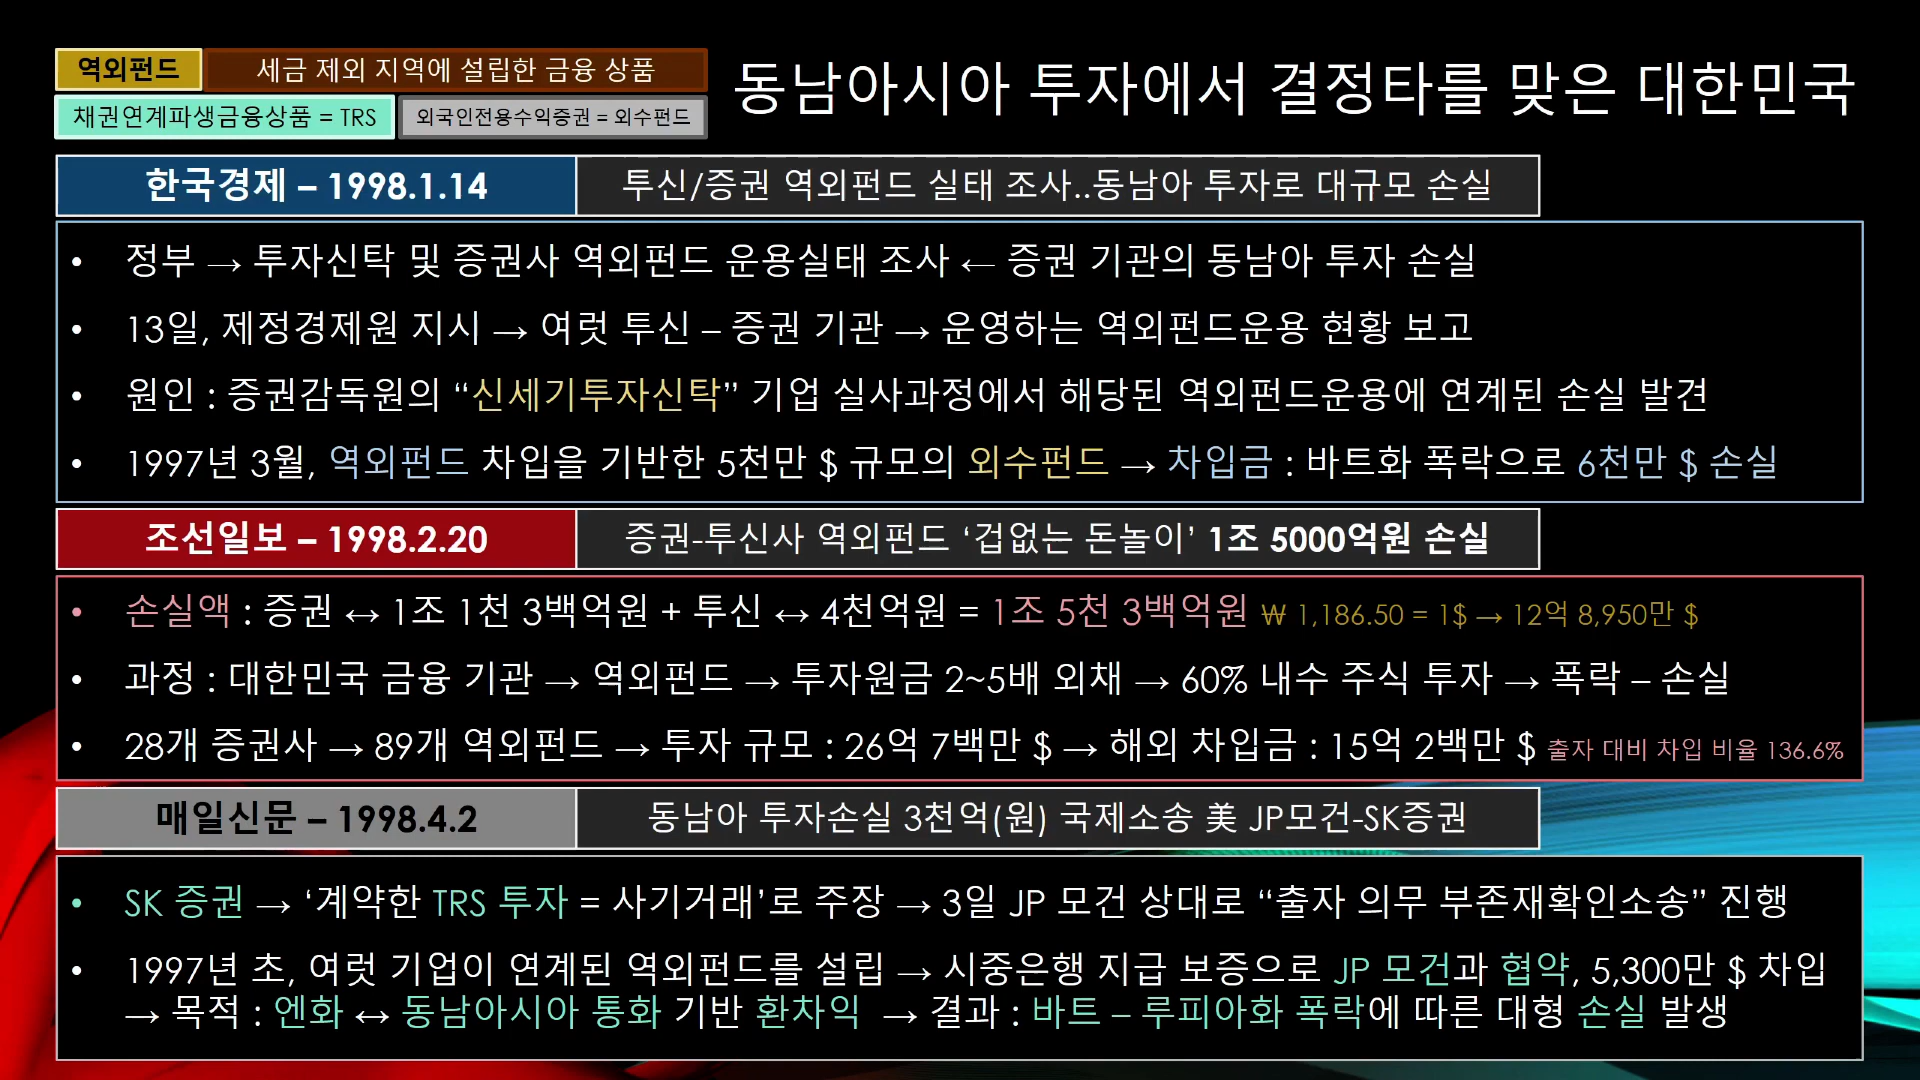 역외펀드
세금 제외 지역에 설립한 금융 상품
채권연계파생금융상품 = TRS
외국인전용수익증권 = 외수펀드
동남아시아 투자에서 결정타를 맞은 대한민국
한국경제 – 1998.1.14
투신/증권 역외펀드 실태 조사..동남아 투자로 대규모 손실
• 정부 → 투자신탁 및 증권사 역외펀드 운용실태 조사 ← 증권 기관의 동남아 투자 손실
• 13일, 제정경제원 지시 → 여럿 투신 – 증권 기관 → 운영하는 역외펀드운용 현황 보고
• 원인 : 증권감독원의 “신세기투자신탁” 기업 실사과정에서 해당된 역외펀드운용에 연계된 손실 발견
• 1997년 3월, 역외펀드 차입을 기반한 5천만 $ 규모의 외수펀드 → 차입금 : 바트화 폭락으로 6천만 $ 손실
조선일보 – 1998.2.20
증권-투신사 역외펀드 ‘겁없는 돈놀이’ 1조 5000억원 손실
• 손실액 : 증권 ↔ 1조 1천 3백억원 + 투신 ↔ 4천억원 = 1조 5천 3백억원 ₩ 1,186.50 = 1$ → 12억 8,950만 $
• 과정 : 대한민국 금융 기관 → 역외펀드 → 투자원금 2~5배 외채 → 60% 내수 주식 투자 → 폭락 – 손실
• 28개 증권사 → 89개 역외펀드 → 투자 규모 : 26억 7백만 $ → 해외 차입금 : 15억 2백만 $ 출자 대비 차입 비율 136.6%
매일신문 – 1998.4.2
동남아 투자손실 3천억(원) 국제소송 美 JP모건-SK증권
• SK 증권 → ‘계약한 TRS 투자 = 사기거래’로 주장 → 3일 JP 모건 상대로 “출자 의무 부존재확인소송” 진행
• 1997년 초, 여럿 기업이 연계된 역외펀드를 설립 → 시중은행 지급 보증으로 JP 모건과 협약, 5,300만 $ 차입
→ 목적 : 엔화 ↔ 동남아시아 통화 기반 환차익 → 결과 : 바트 – 루피아화 폭락에 따른 대형 손실 발생